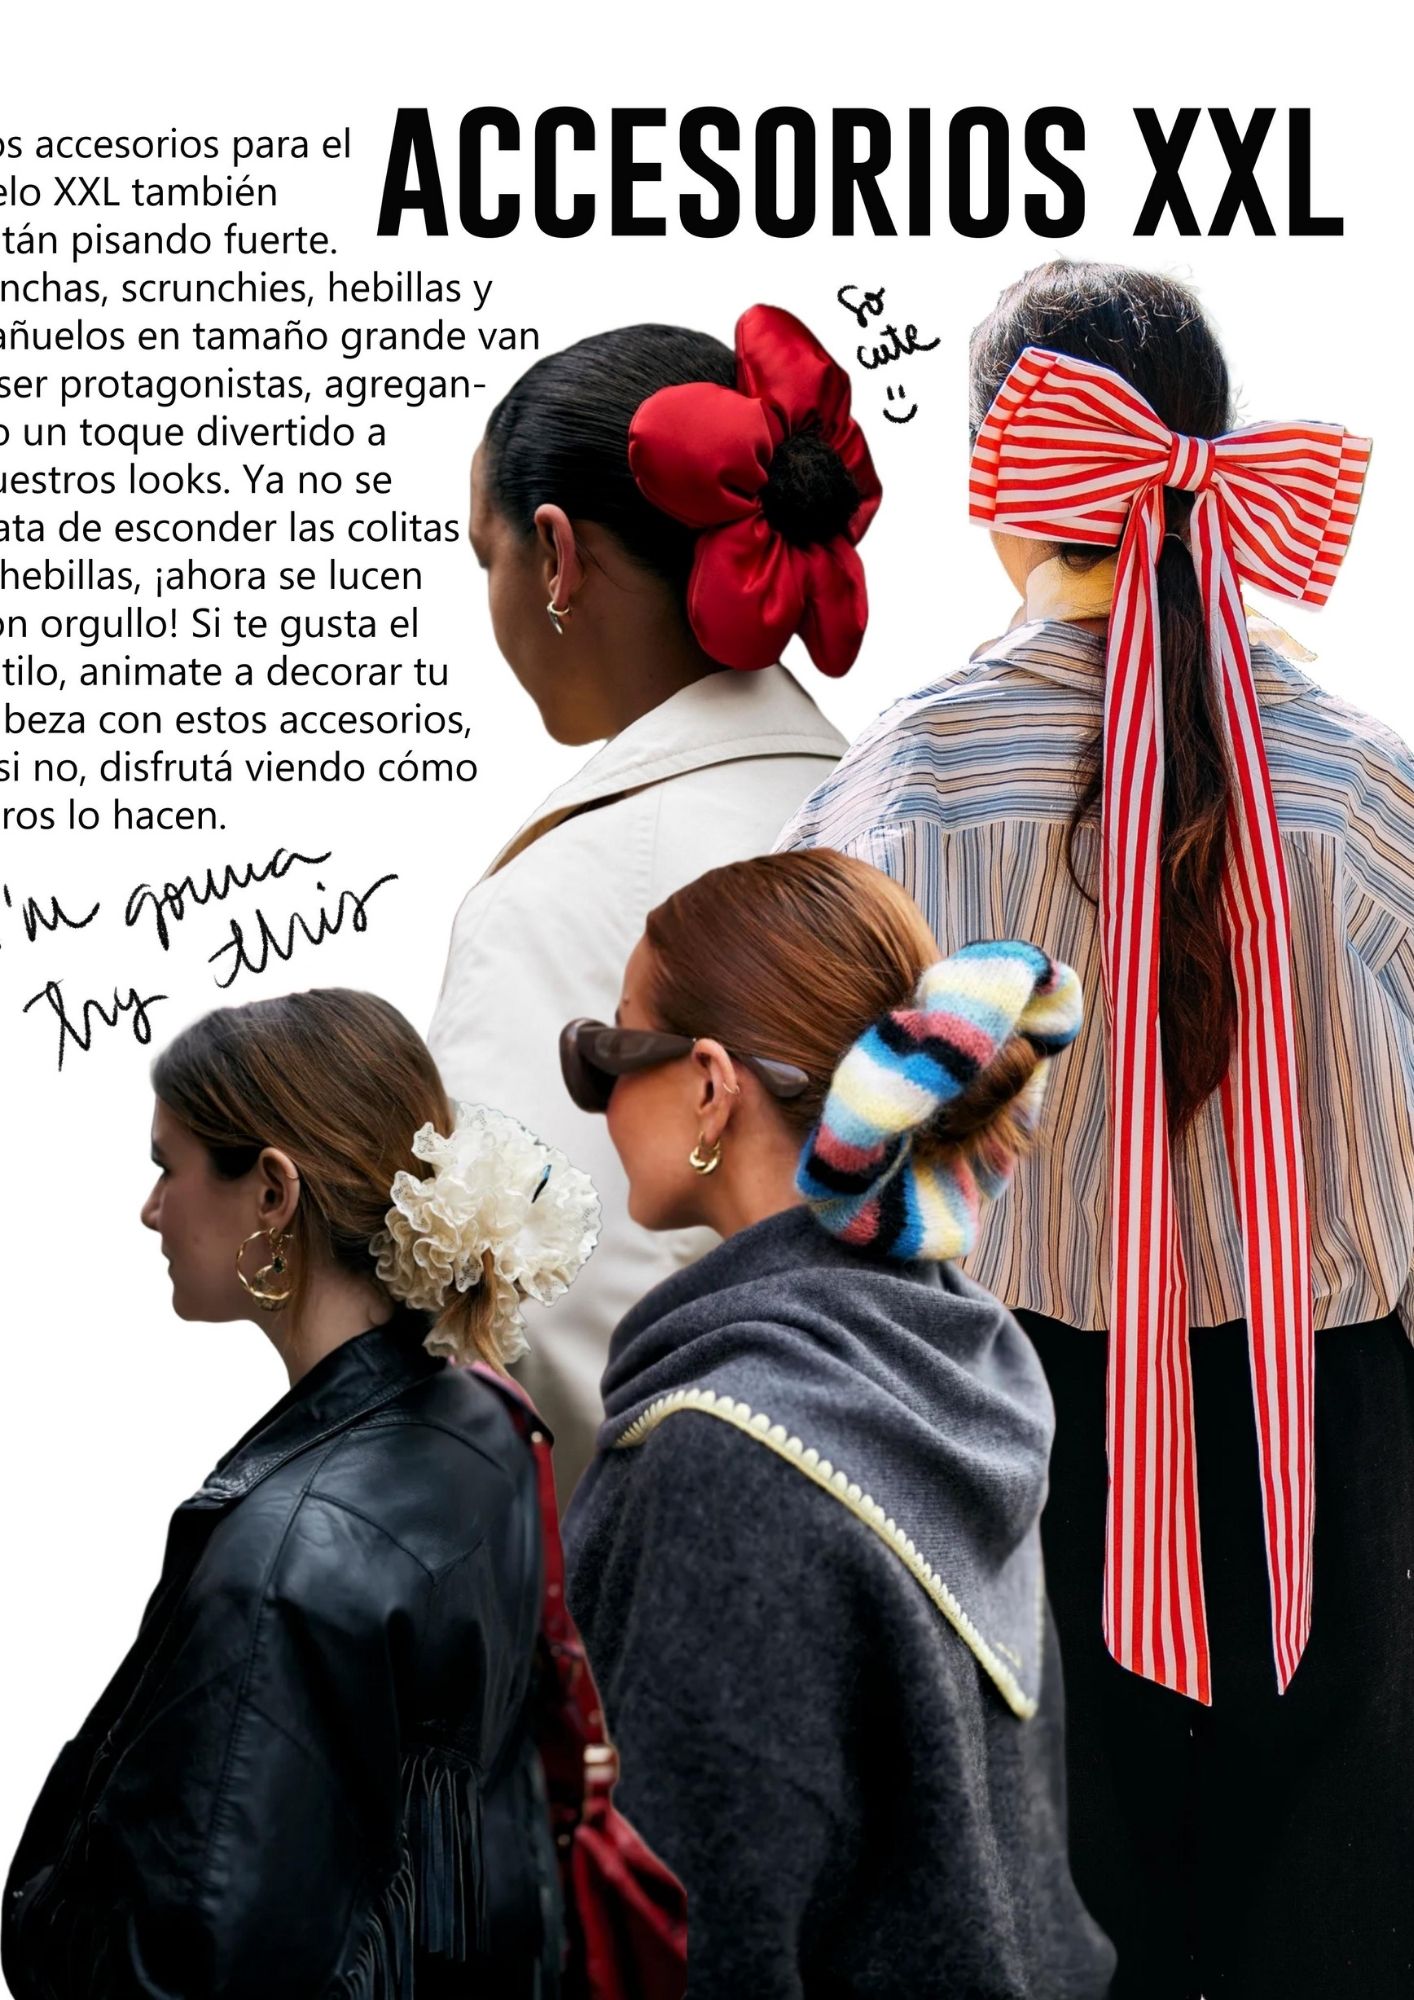 ACCESORIOS XXL
os accesorios para el
elo XXL también
tán pisando fuerte.
nchas, scrunchies, hebillas y
añuelos en tamaño grande van
ser protagonistas, agregan-
o un toque divertido a
uestros looks. Ya no se
ata de esconder las colitas
hebillas, ¡ahora se lucen
on orgullo! Si te gusta el
tilo, animate a decorar tu
beza con estos accesorios,
si no, disfrutá viendo cómo
ros lo hacen.
So
cute
I'm gonna
try this